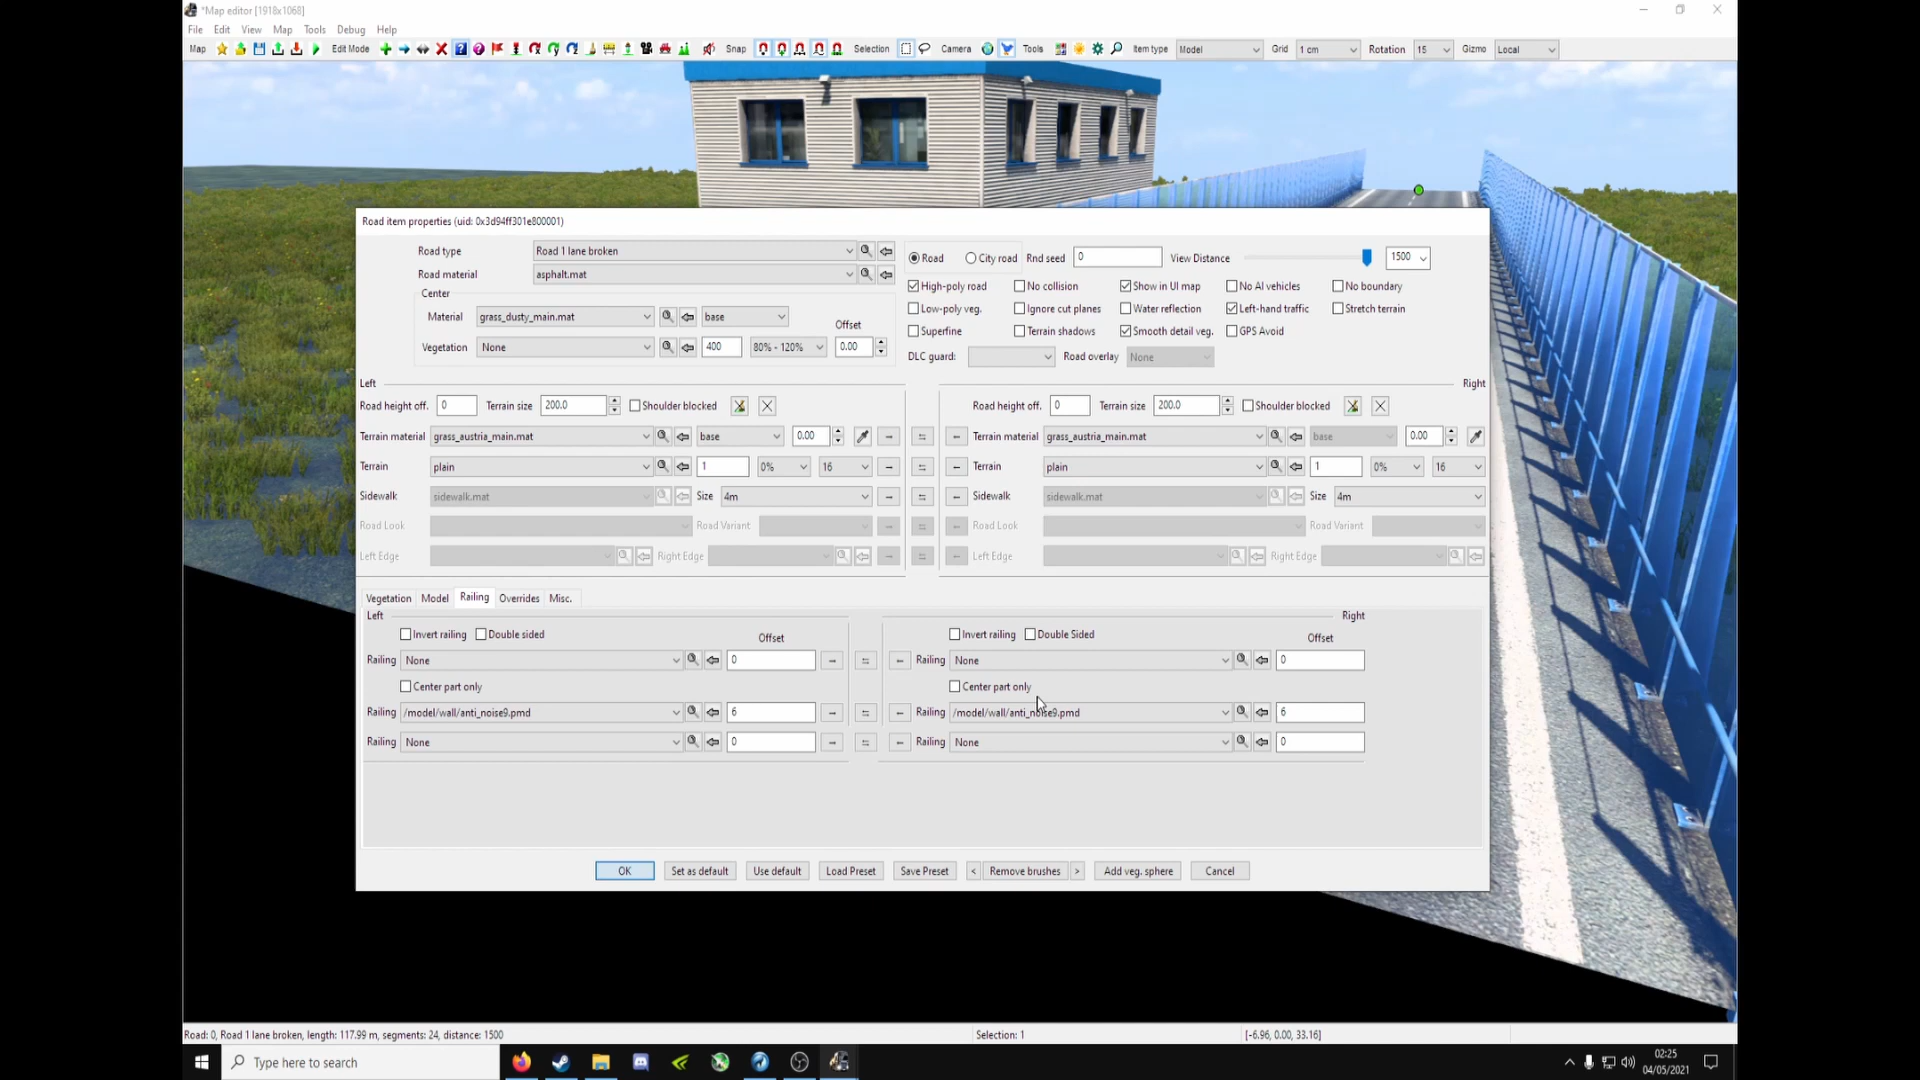 *Map editor [1918x1068]
File Edit View Map Tools Debug Help
Map Edit Mode Snap Selection Camera Tools Item type Model Grid 1 cm Rotation 15 Gizmo Local
Road item properties (uid: 0x3d94ff301e800001)
Road type Road 1 lane broken Road City road Rnd seed 0 View Distance 1500
Road material asphalt.mat
Center High-poly road No collision Show in UI map No AI vehicles No boundary
Material grass_dusty_main.mat base Low-poly veg. Ignore cut planes Water reflection Left-hand traffic Stretch terrain
Offset
Superfine Terrain shadows Smooth detail veg. GPS Avoid
Vegetation None 400 80% - 120% 0.00 DLC guard: Road overlay None
Left Right
Road height off. 0 Terrain size 200.0 Shoulder blocked Road height off. 0 Terrain size 200.0 Shoulder blocked
Terrain material grass_austria_main.mat base 0.00 Terrain material grass_austria_main.mat base 0.00
Terrain plain 1 0% 16 Terrain plain 1 0% 16
Sidewalk sidewalk.mat Size 4m Sidewalk sidewalk.mat Size 4m
Road Look Road Variant Road Look Road Variant
Left Edge Right Edge Left Edge Right Edge
Vegetation Model Railing Overrides Misc.
Left Right
Invert railing Double sided Offset Invert railing Double Sided Offset
Railing None 0 Railing None 0
Center part only Center part only
Railing /model/wall/anti_noise9.pmd 6 Railing /model/wall/anti_noise9.pmd 6
Railing None 0 Railing None 0
OK Set as default Use default Load Preset Save Preset < Remove brushes > Add veg. sphere Cancel
Road: 0, Road 1 lane broken, length: 117.99 m, segments: 24, distance: 1500 Selection: 1 [-6.96, 0.00, 33.16]
Type here to search 02:25
04/05/2021